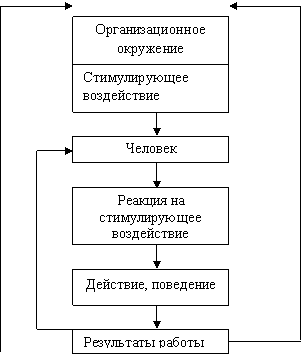 Организационное
окружение
Стимулирующее
воздействие
Человек
Реакция на
стимулирующее
воздействие
Действие, поведение
Результаты работы